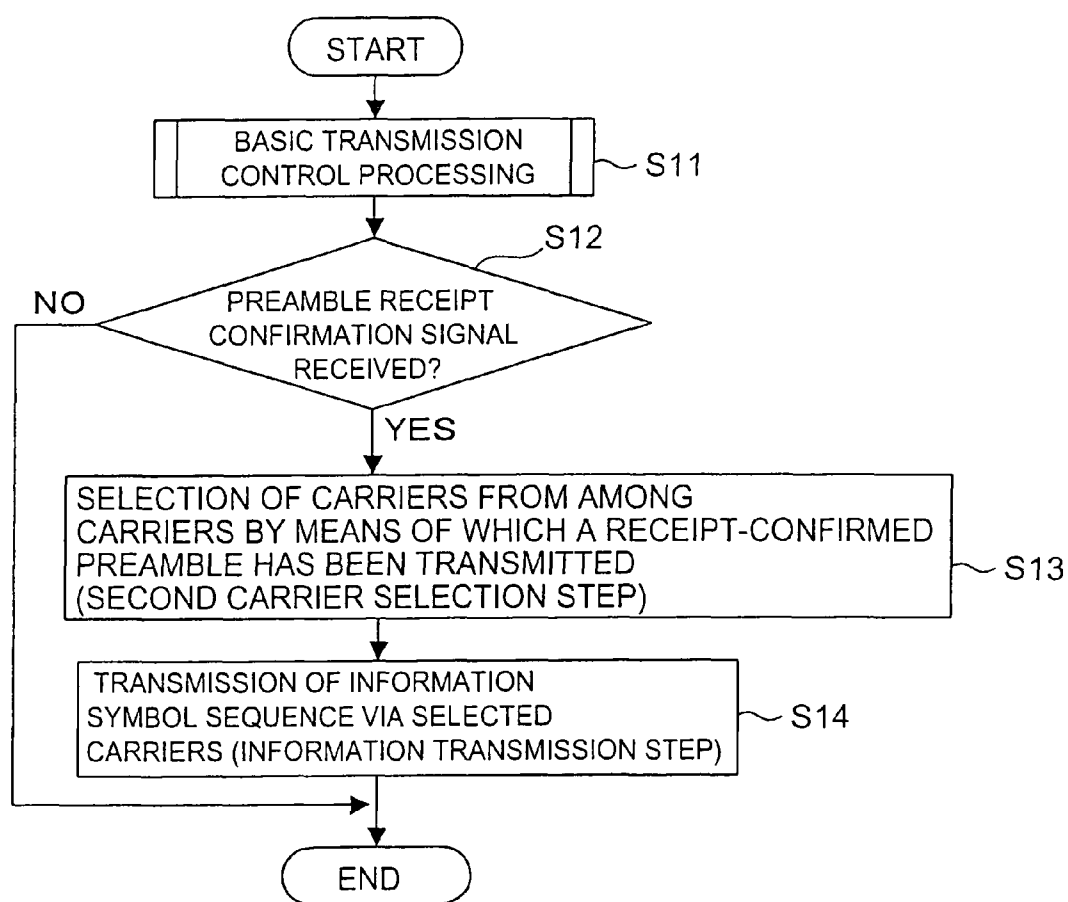 START
BASIC TRANSMISSION
CONTROL PROCESSING
S11
S12
NO
PREAMBLE RECEIPT
CONFIRMATION SIGNAL
RECEIVED?
YES
SELECTION OF CARRIERS FROM AMONG
CARRIERS BY MEANS OF WHICH A RECEIPT-CONFIRMED
PREAMBLE HAS BEEN TRANSMITTED
(SECOND CARRIER SELECTION STEP)
S13
TRANSMISSION OF INFORMATION
SYMBOL SEQUENCE VIA SELECTED
CARRIERS (INFORMATION TRANSMISSION STEP)
S14
END